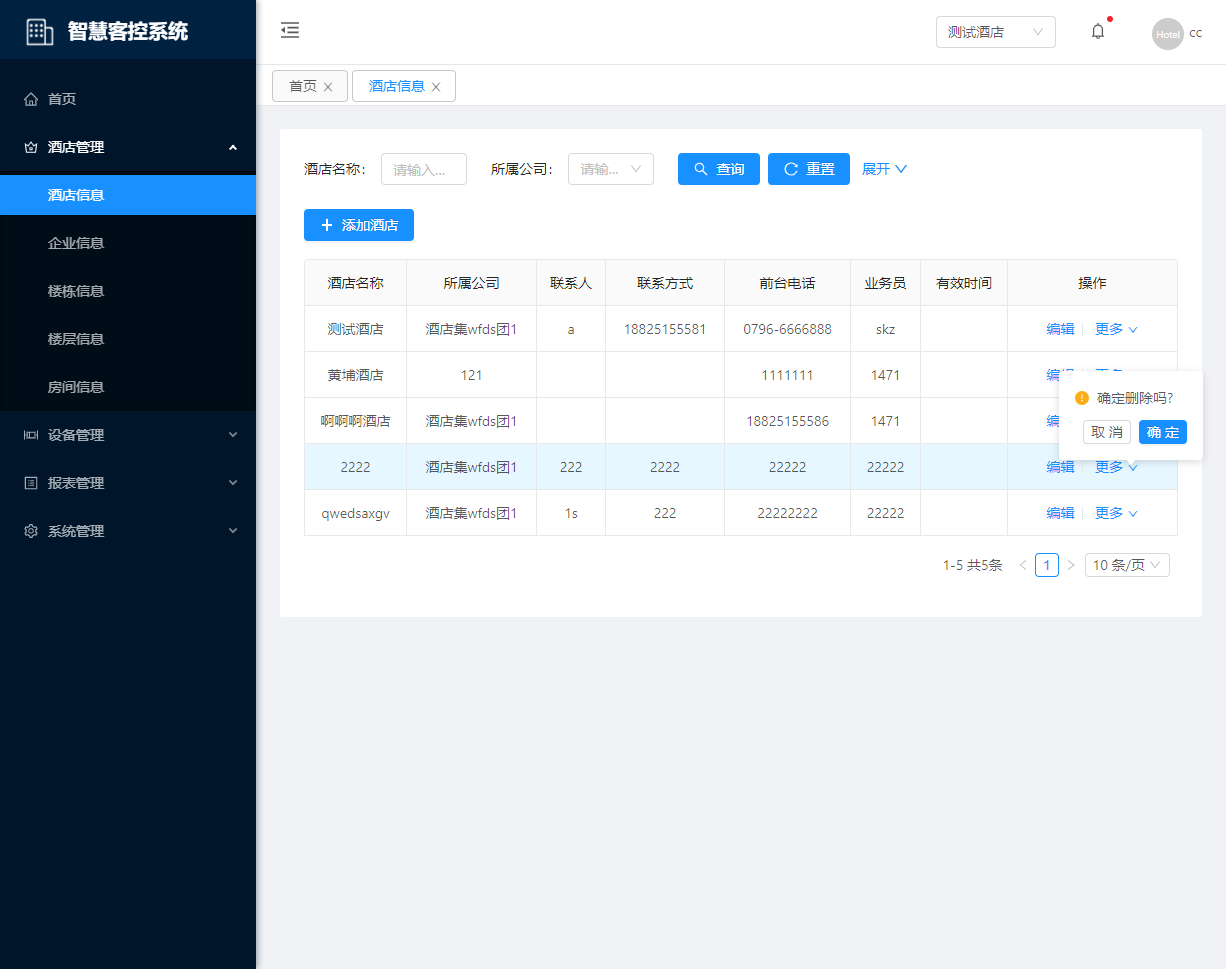 智慧客控系统
首页
酒店管理
酒店信息
企业信息
楼栋信息
楼层信息
房间信息
设备管理
报表管理
系统管理
测试酒店
Hotel cc
首页 酒店信息
酒店名称： 请输入... 所属公司： 请输... 查询 重置 展开
添加酒店
酒店名称 所属公司 联系人 联系方式 前台电话 业务员 有效时间 操作
测试酒店 酒店集wfds团1 a 18825155581 0796-6666888 skz 编辑 更多
黄埔酒店 121 1111111 1471
啊啊啊酒店 酒店集wfds团1 18825155586 1471
确定删除吗?
取 消 确 定
2222 酒店集wfds团1 222 2222 22222 22222 编辑 更多
qwedsaxgv 酒店集wfds团1 1s 222 22222222 22222 编辑 更多
1-5 共5条 1 10 条/页